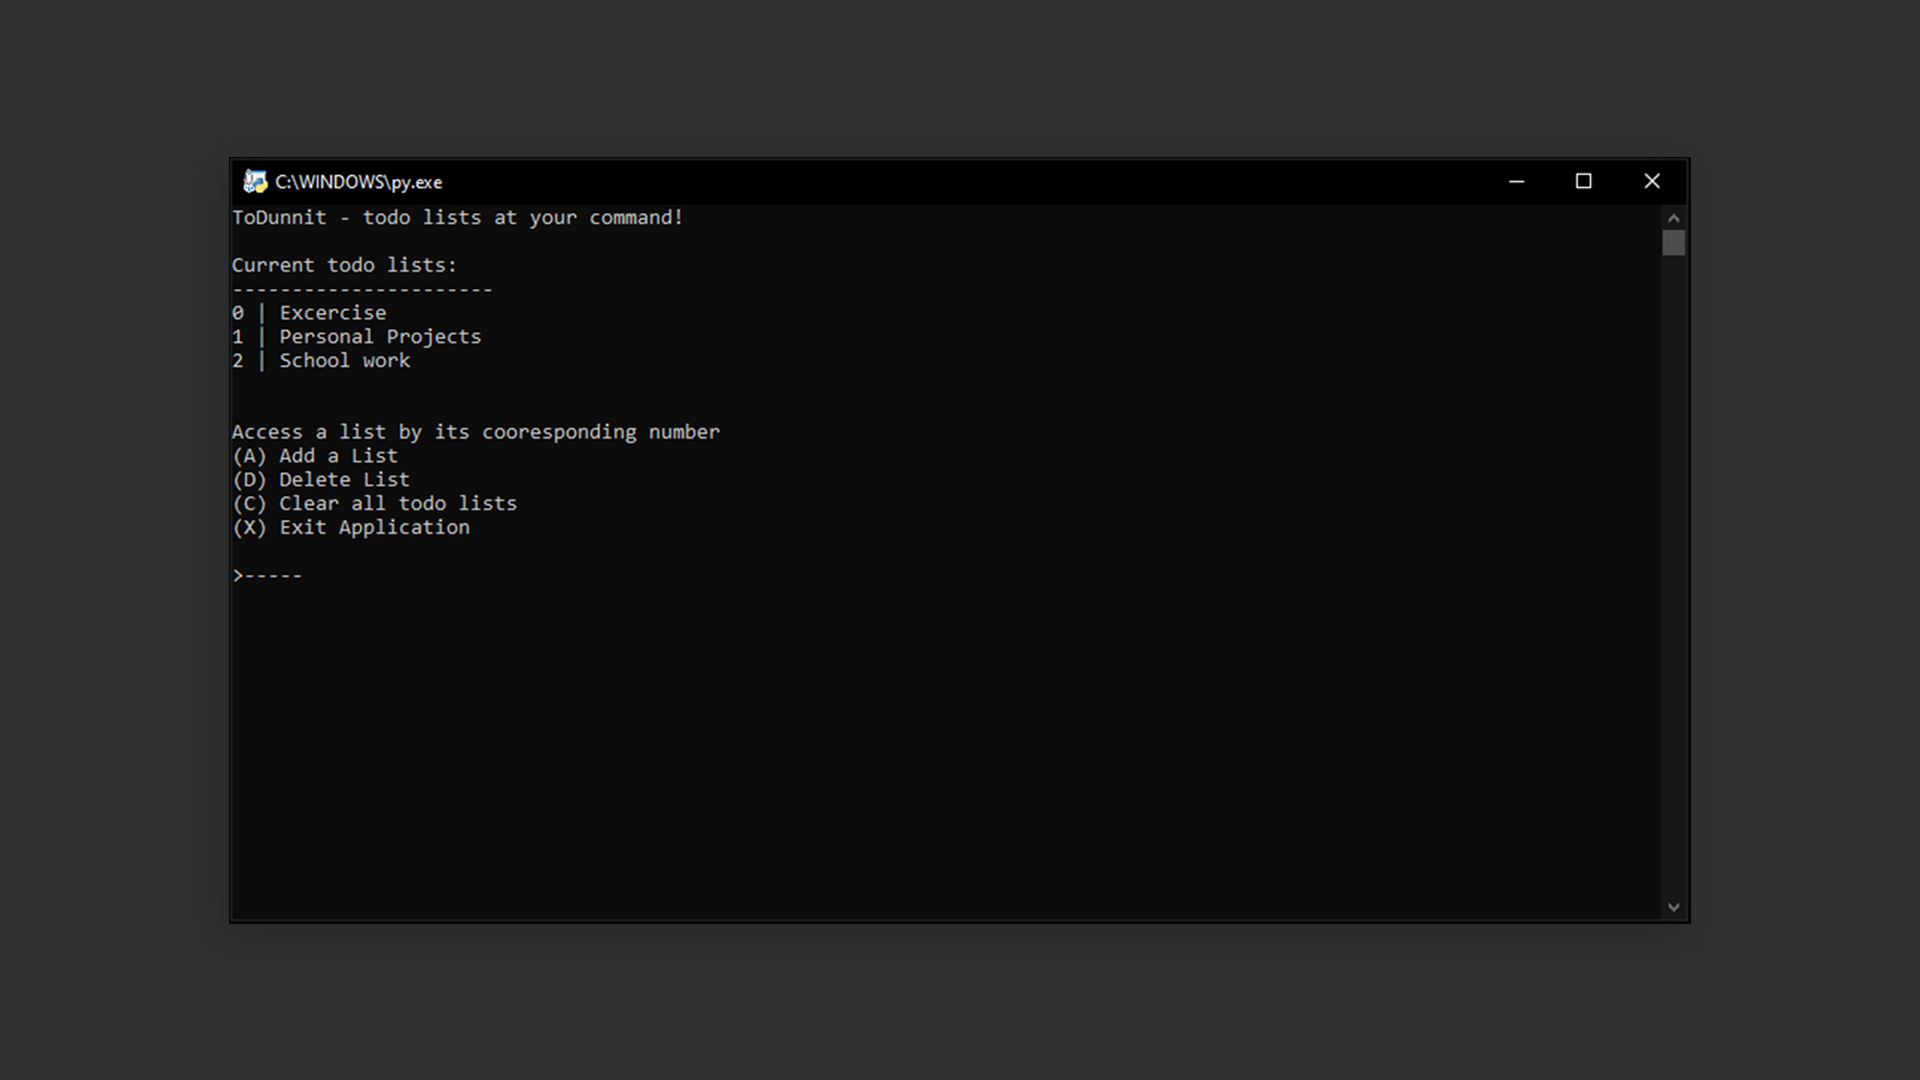 C:\WINDOWS\py.exe
ToDunnit - todo lists at your command!
Current todo lists:
----------------------
0 | Excercise
1 | Personal Projects
2 | School work
Access a list by its cooresponding number
(A) Add a List
(D) Delete List
(C) Clear all todo lists
(X) Exit Application
>-----